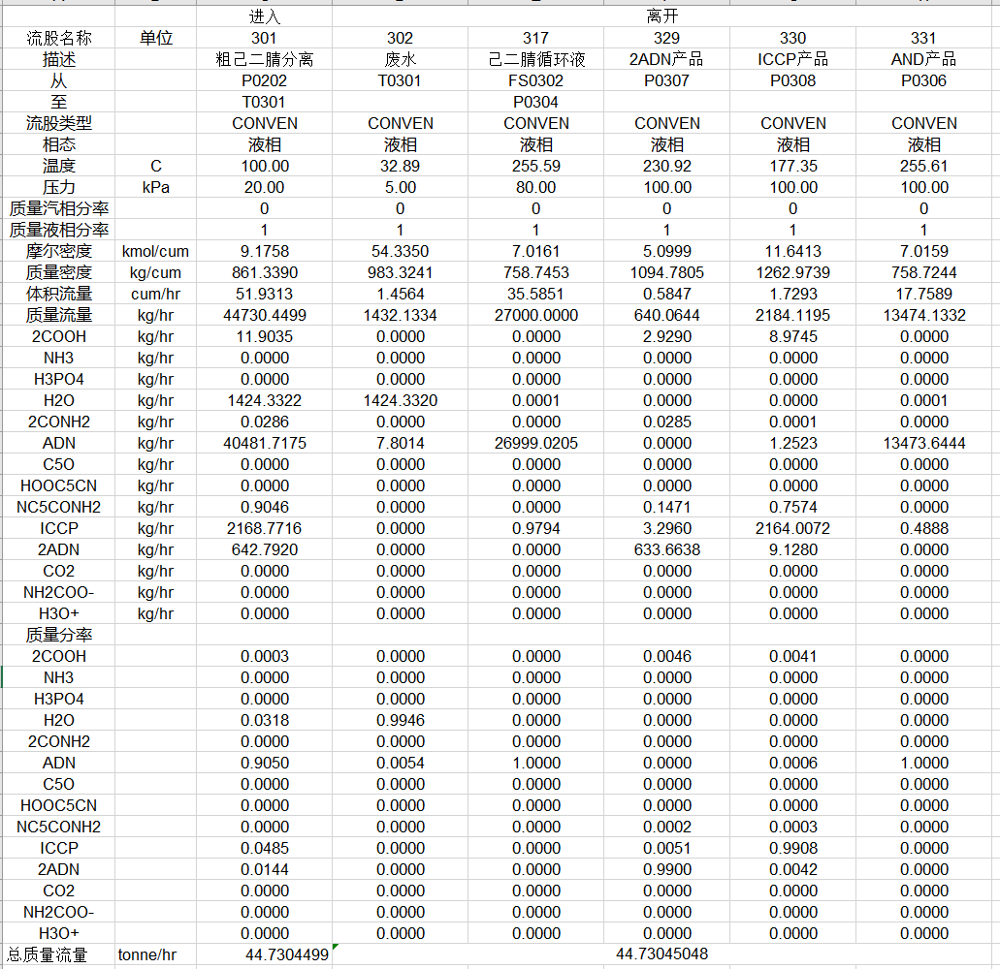 进入 离开
流股名称 单位 301 302 317 329 330 331
描述 粗己二腈分离 废水 己二腈循环液 2ADN产品 ICCP产品 AND产品
从 P0202 T0301 FS0302 P0307 P0308 P0306
至 T0301 P0304
流股类型 CONVEN CONVEN CONVEN CONVEN CONVEN CONVEN
相态 液相 液相 液相 液相 液相 液相
温度 C 100.00 32.89 255.59 230.92 177.35 255.61
压力 kPa 20.00 5.00 80.00 100.00 100.00 100.00
质量汽相分率 0 0 0 0 0 0
质量液相分率 1 1 1 1 1 1
摩尔密度 kmol/cum 9.1758 54.3350 7.0161 5.0999 11.6413 7.0159
质量密度 kg/cum 861.3390 983.3241 758.7453 1094.7805 1262.9739 758.7244
体积流量 cum/hr 51.9313 1.4564 35.5851 0.5847 1.7293 17.7589
质量流量 kg/hr 44730.4499 1432.1334 27000.0000 640.0644 2184.1195 13474.1332
2COOH kg/hr 11.9035 0.0000 0.0000 2.9290 8.9745 0.0000
NH3 kg/hr 0.0000 0.0000 0.0000 0.0000 0.0000 0.0000
H3PO4 kg/hr 0.0000 0.0000 0.0000 0.0000 0.0000 0.0000
H2O kg/hr 1424.3322 1424.3320 0.0001 0.0000 0.0000 0.0001
2CONH2 kg/hr 0.0286 0.0000 0.0000 0.0285 0.0001 0.0000
ADN kg/hr 40481.7175 7.8014 26999.0205 0.0000 1.2523 13473.6444
C5O kg/hr 0.0000 0.0000 0.0000 0.0000 0.0000 0.0000
HOOC5CN kg/hr 0.0000 0.0000 0.0000 0.0000 0.0000 0.0000
NC5CONH2 kg/hr 0.9046 0.0000 0.0000 0.1471 0.7574 0.0000
ICCP kg/hr 2168.7716 0.0000 0.9794 3.2960 2164.0072 0.4888
2ADN kg/hr 642.7920 0.0000 0.0000 633.6638 9.1280 0.0000
CO2 kg/hr 0.0000 0.0000 0.0000 0.0000 0.0000 0.0000
NH2COO- kg/hr 0.0000 0.0000 0.0000 0.0000 0.0000 0.0000
H3O+ kg/hr 0.0000 0.0000 0.0000 0.0000 0.0000 0.0000
质量分率
2COOH 0.0003 0.0000 0.0000 0.0046 0.0041 0.0000
NH3 0.0000 0.0000 0.0000 0.0000 0.0000 0.0000
H3PO4 0.0000 0.0000 0.0000 0.0000 0.0000 0.0000
H2O 0.0318 0.9946 0.0000 0.0000 0.0000 0.0000
2CONH2 0.0000 0.0000 0.0000 0.0000 0.0000 0.0000
ADN 0.9050 0.0054 1.0000 0.0000 0.0006 1.0000
C5O 0.0000 0.0000 0.0000 0.0000 0.0000 0.0000
HOOC5CN 0.0000 0.0000 0.0000 0.0000 0.0000 0.0000
NC5CONH2 0.0000 0.0000 0.0000 0.0002 0.0003 0.0000
ICCP 0.0485 0.0000 0.0000 0.0051 0.9908 0.0000
2ADN 0.0144 0.0000 0.0000 0.9900 0.0042 0.0000
CO2 0.0000 0.0000 0.0000 0.0000 0.0000 0.0000
NH2COO- 0.0000 0.0000 0.0000 0.0000 0.0000 0.0000
H3O+ 0.0000 0.0000 0.0000 0.0000 0.0000 0.0000
总质量流量 tonne/hr 44.7304499 44.73045048